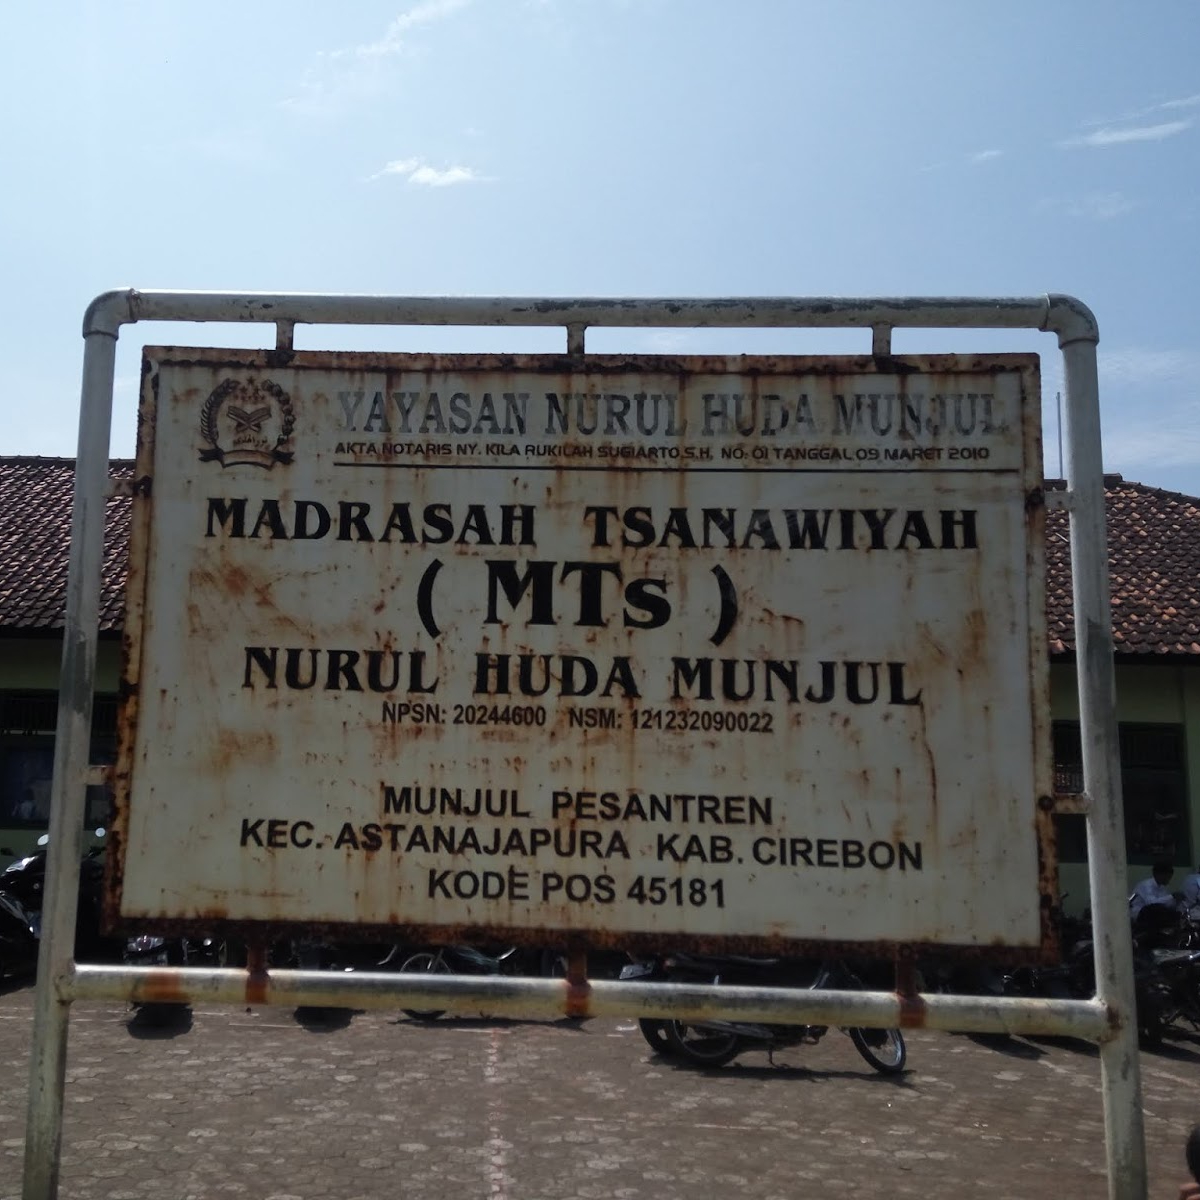 YAYASAN NURUL HUDA MUNJUL
AKTA NOTARIS NY. KILA RUKILAH SUGIARTO,S.H. NO: 01 TANGGAL 09 MARET 2010
MADRASAH TSANAWIYAH
( MTs )
NURUL HUDA MUNJUL
NPSN: 20244600 NSM: 121232090022
MUNJUL PESANTREN
KEC. ASTANAJAPURA KAB. CIREBON
KODE POS 45181